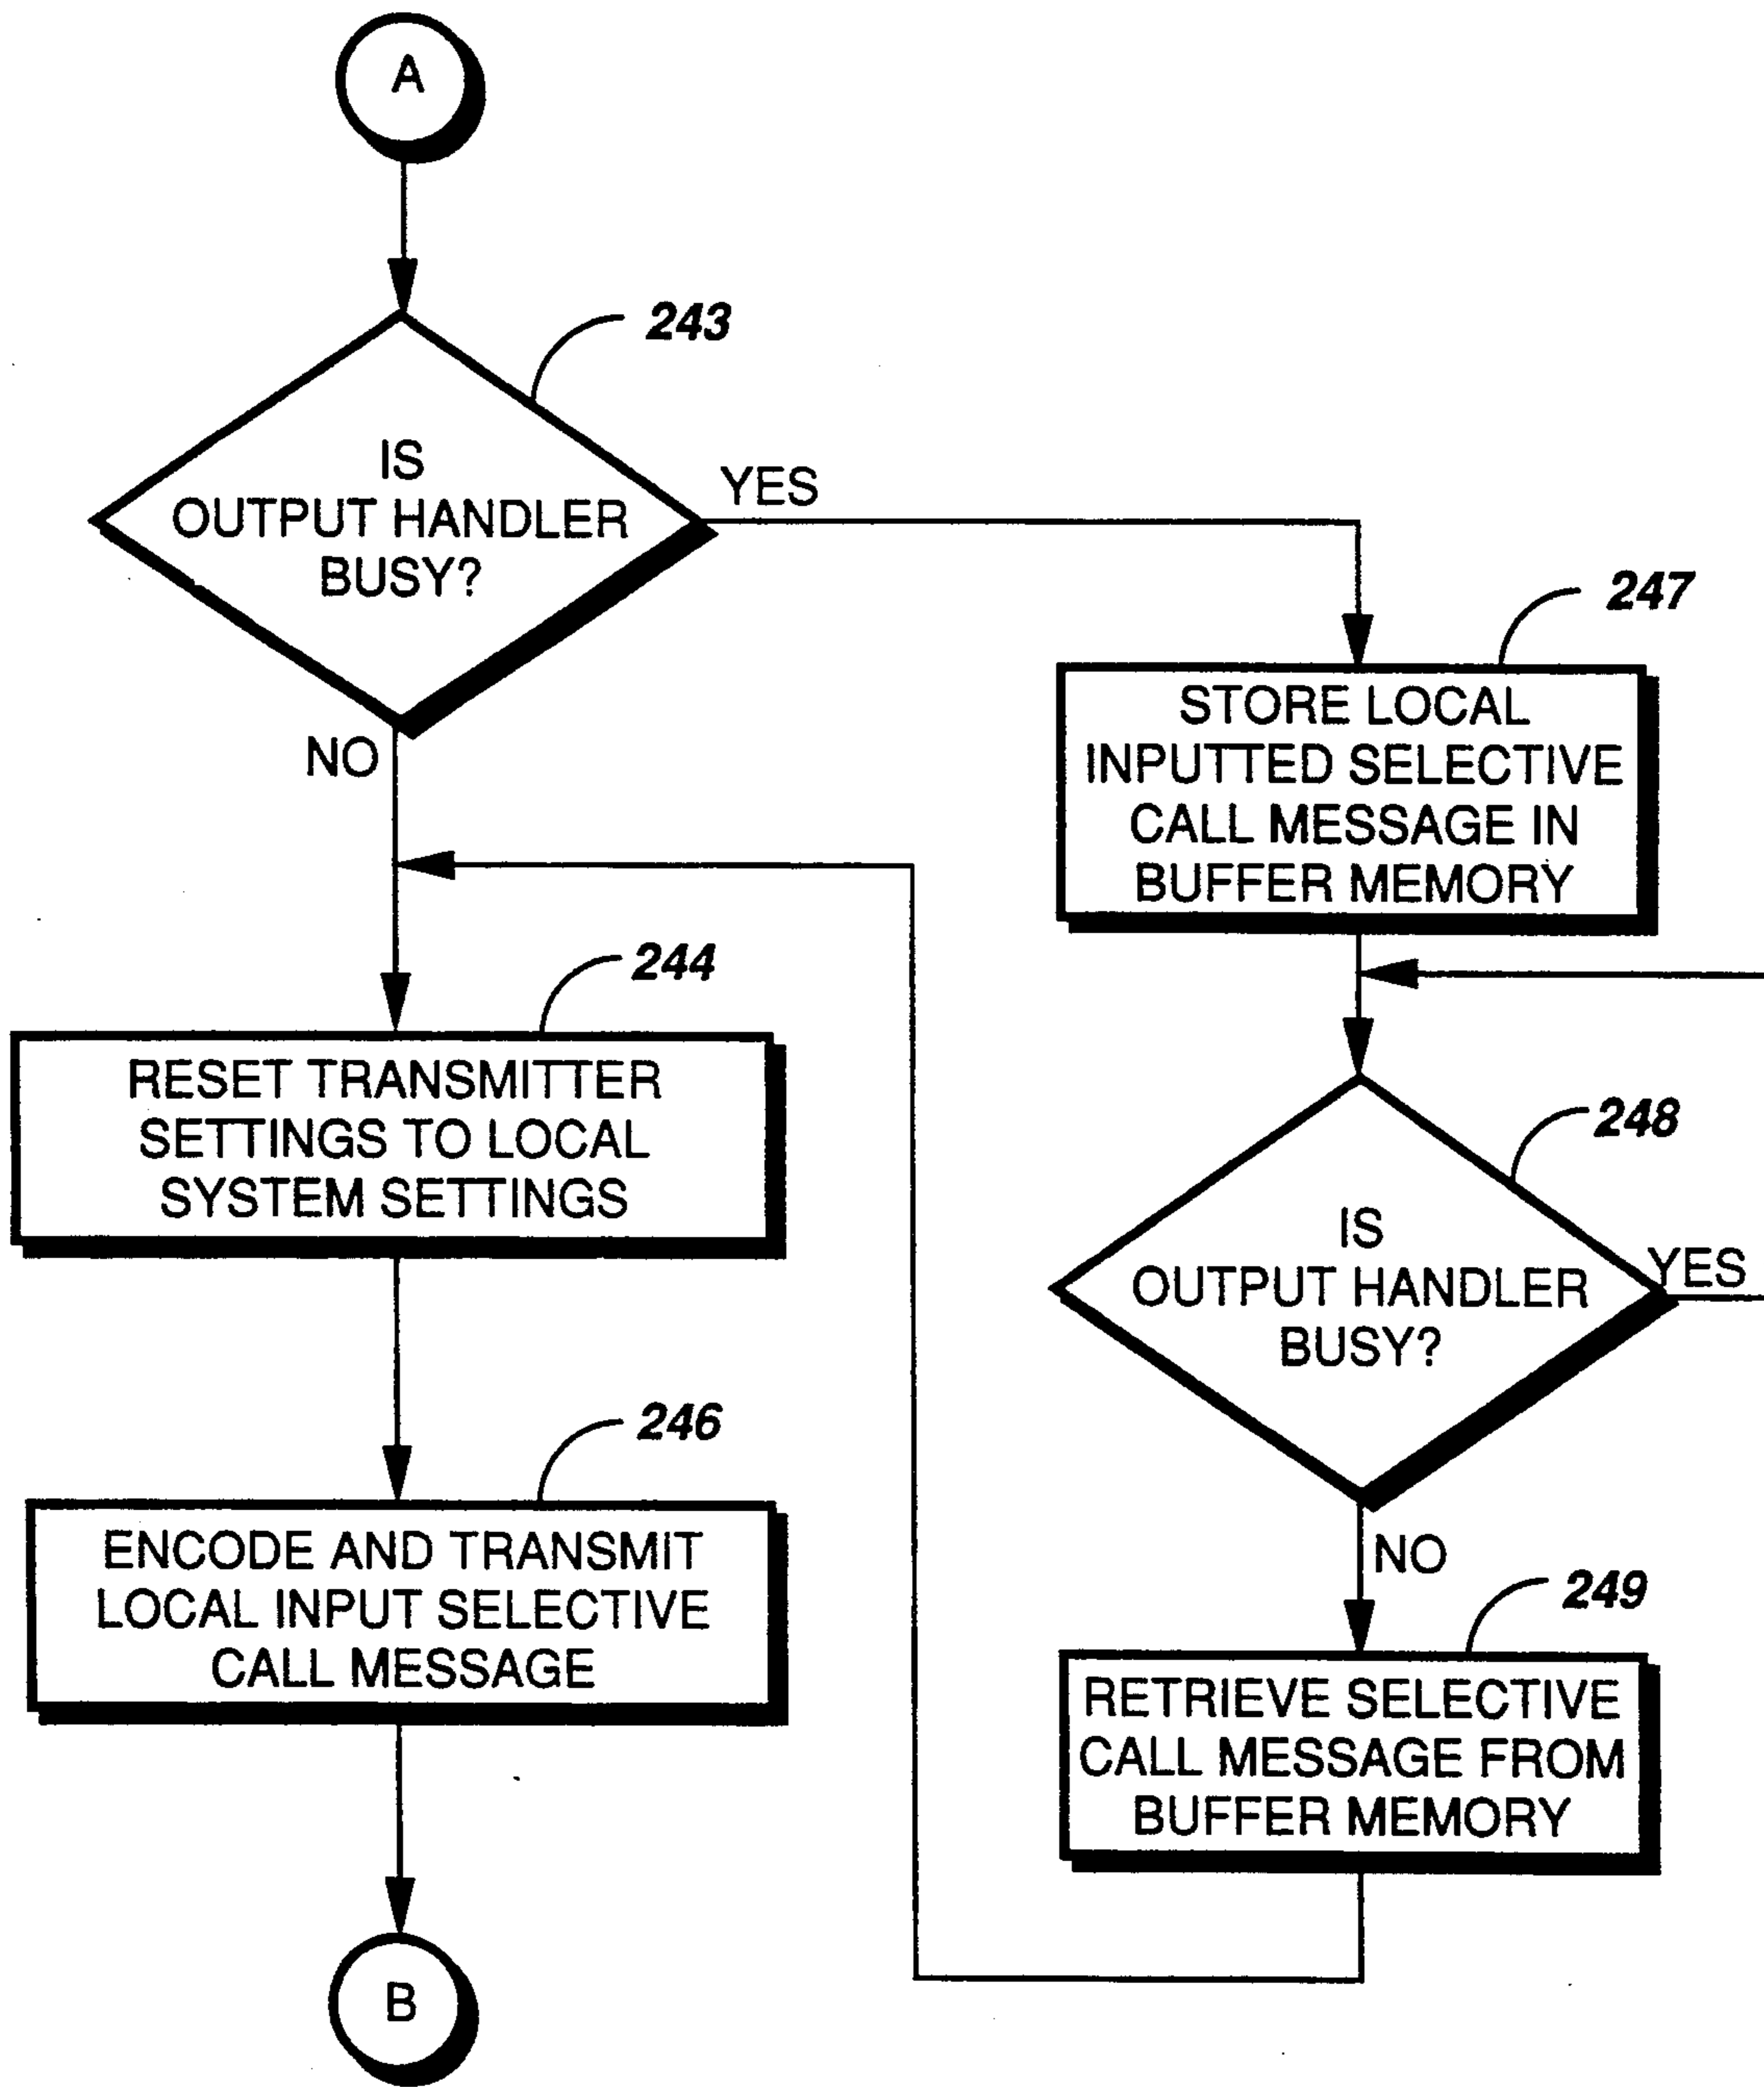 A
243
IS
OUTPUT HANDLER
BUSY?
YES
NO
247
STORE LOCAL
INPUTTED SELECTIVE
CALL MESSAGE IN
BUFFER MEMORY
244
RESET TRANSMITTER
SETTINGS TO LOCAL
SYSTEM SETTINGS
248
IS
OUTPUT HANDLER
BUSY?
YES
NO
246
ENCODE AND TRANSMIT
LOCAL INPUT SELECTIVE
CALL MESSAGE
249
RETRIEVE SELECTIVE
CALL MESSAGE FROM
BUFFER MEMORY
B